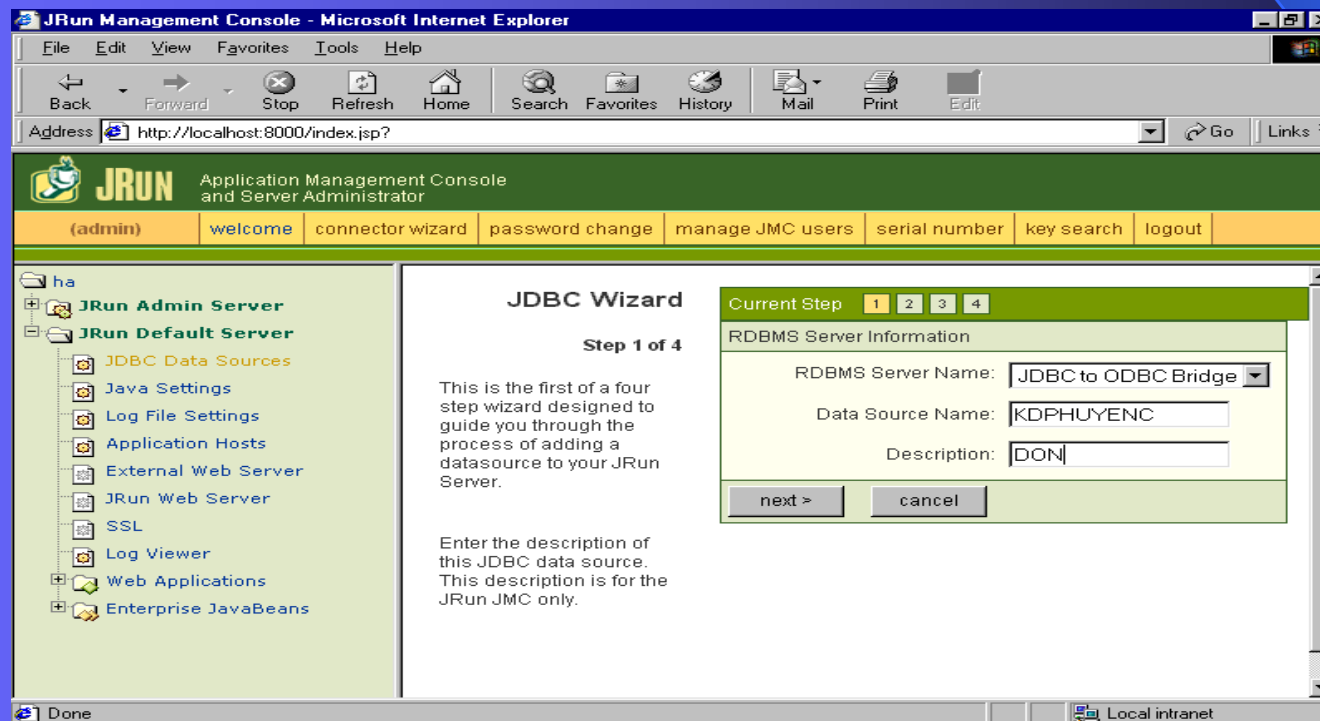 JRun Management Console - Microsoft Internet Explorer
File Edit View Favorites Tools Help
Back Forward Stop Refresh Home Search Favorites History Mail Print Edit
Address http://localhost:8000/index.jsp? Go Links
JRUN Application Management Console
and Server Administrator
(admin) welcome connector wizard password change manage JMC users serial number key search logout
ha
JRun Admin Server
JRun Default Server
JDBC Data Sources
Java Settings
Log File Settings
Application Hosts
External Web Server
JRun Web Server
SSL
Log Viewer
Web Applications
Enterprise JavaBeans
JDBC Wizard
Step 1 of 4
This is the first of a four
step wizard designed to
guide you through the
process of adding a
datasource to your JRun
Server.
Enter the description of
this JDBC data source.
This description is for the
JRun JMC only.
Current Step 1 2 3 4
RDBMS Server Information
RDBMS Server Name: JDBC to ODBC Bridge
Data Source Name: KDPHUYENC
Description: DON
next > cancel
Done Local intranet